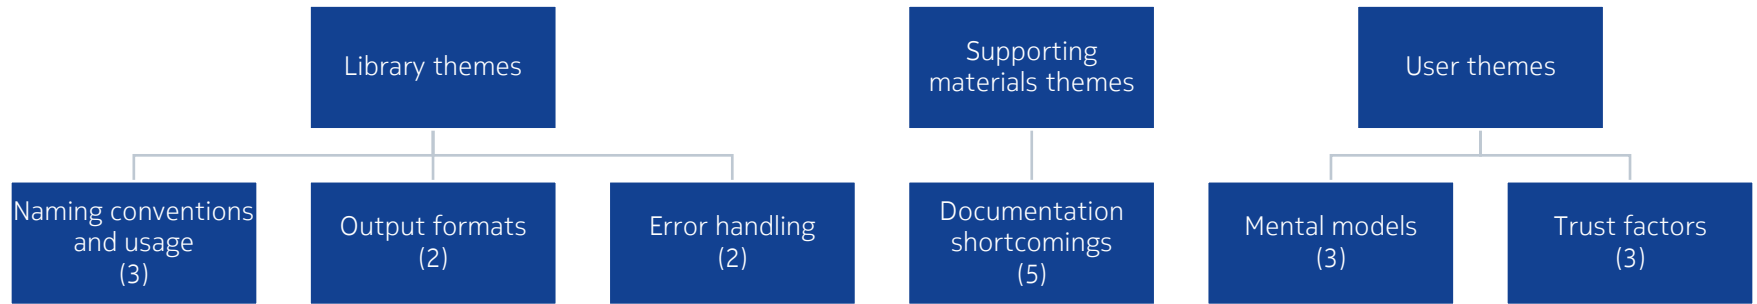 Library themes
Supporting
materials themes
User themes
Naming conventions
and usage
(3)
Output formats
(2)
Error handling
(2)
Documentation
shortcomings
(5)
Mental models
(3)
Trust factors
(3)